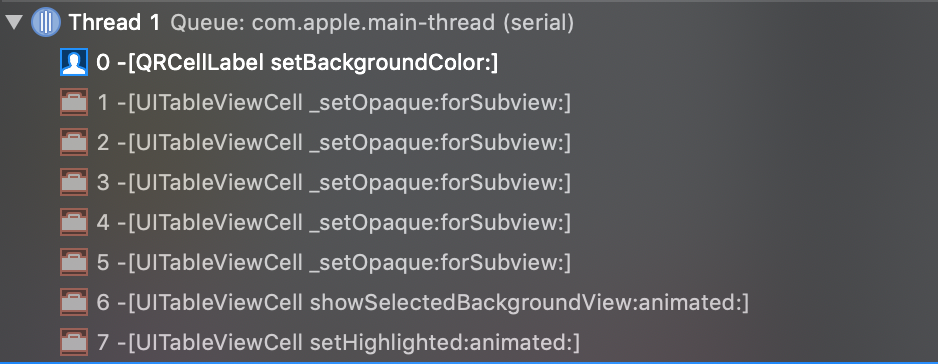 Thread 1 Queue: com.apple.main-thread (serial)
0 -[QRCellLabel setBackgroundColor:]
1 -[UITableViewCell _setOpaque:forSubview:]
2 -[UITableViewCell _setOpaque:forSubview:]
3 -[UITableViewCell _setOpaque:forSubview:]
4 -[UITableViewCell _setOpaque:forSubview:]
5 -[UITableViewCell _setOpaque:forSubview:]
6 -[UITableViewCell showSelectedBackgroundView:animated:]
7 -[UITableViewCell setHighlighted:animated:]